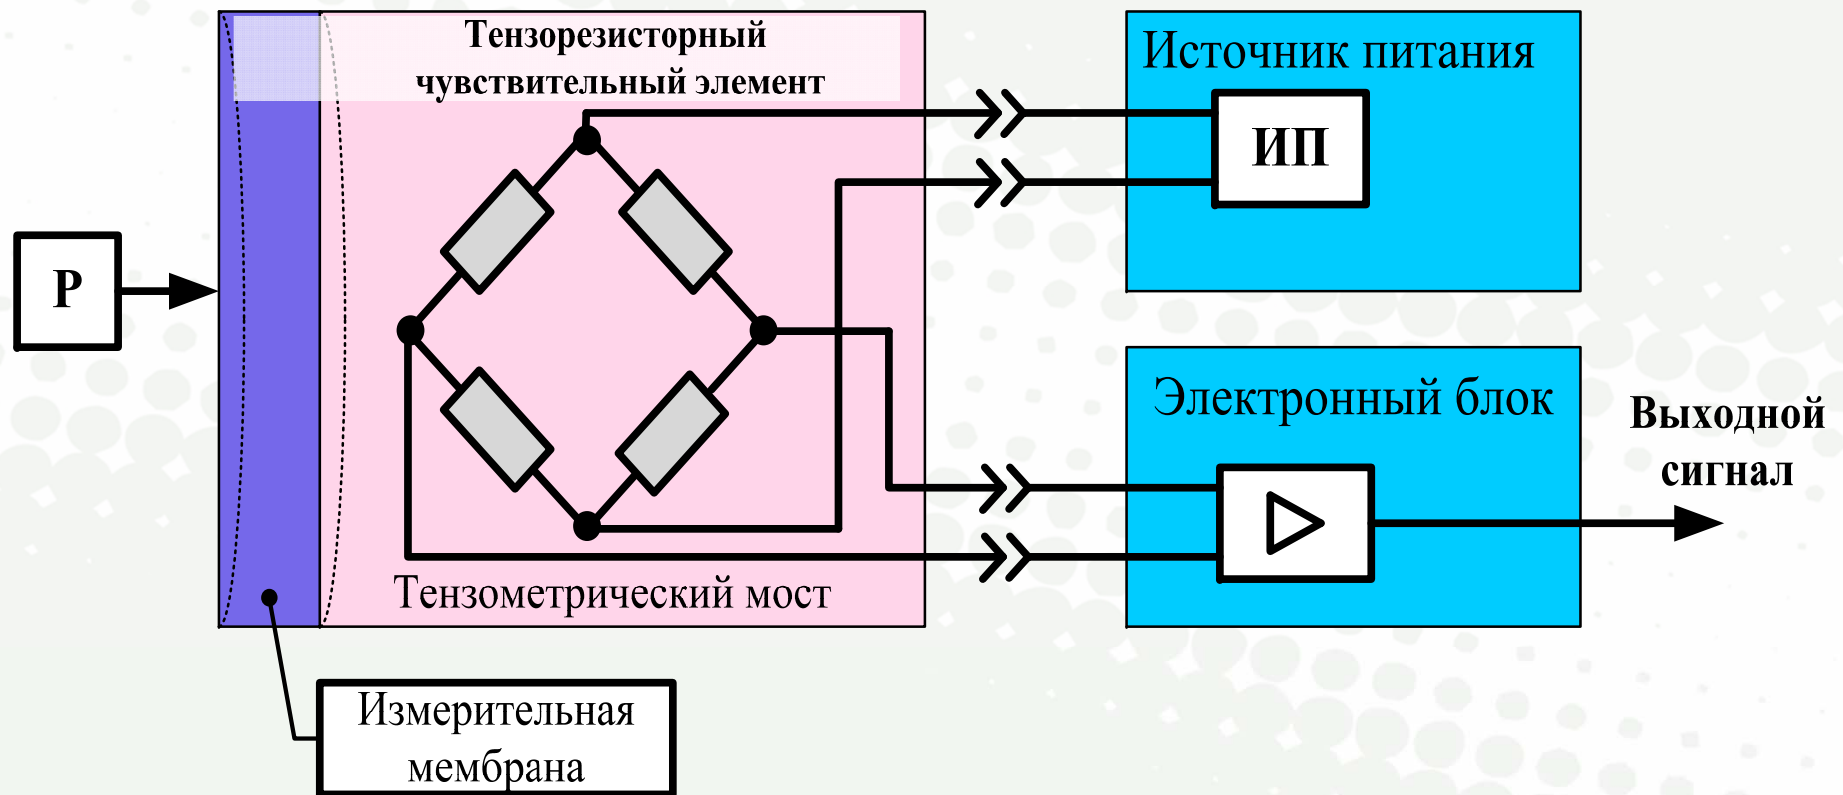 Тензорезисторный
чувствительный элемент
Источник питания
ИП
Р
Электронный блок
Выходной
сигнал
Тензометрический мост
Измерительная
мембрана